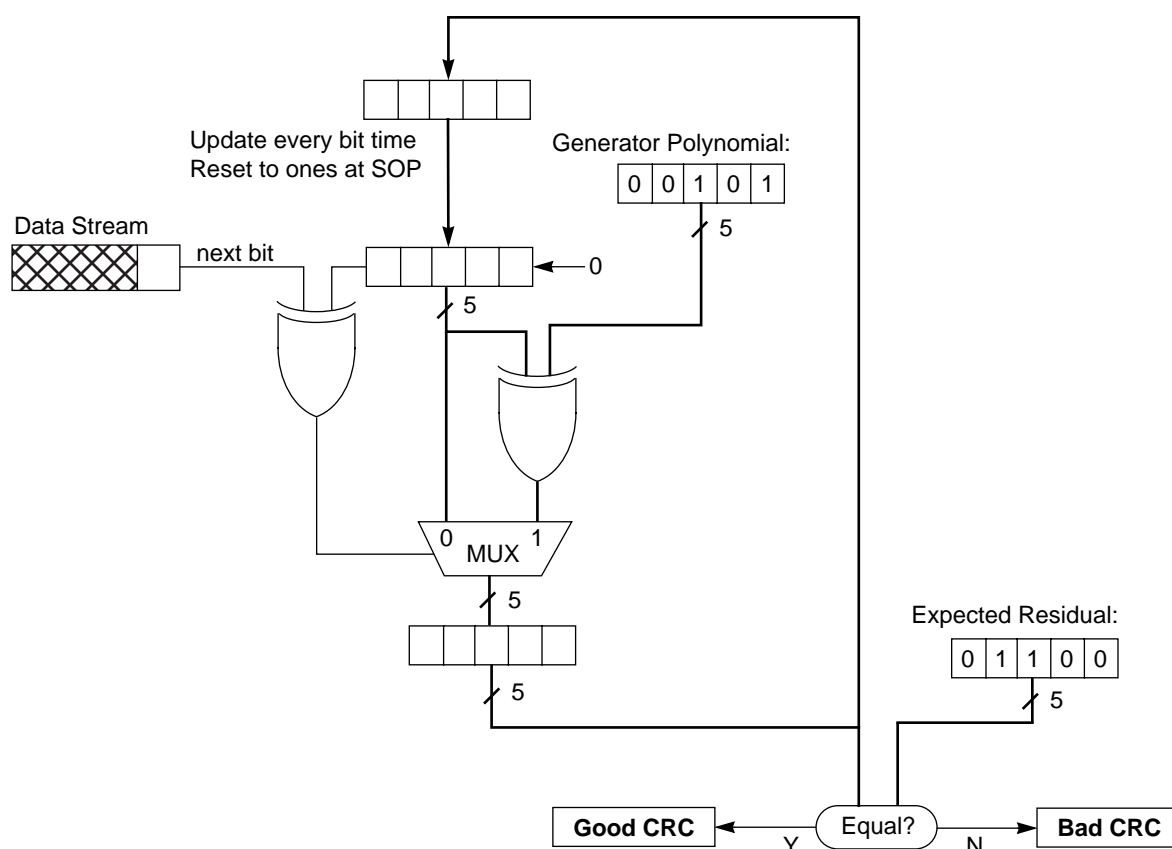 Update every bit time
Reset to ones at SOP
Generator Polynomial:
0 0 1 0 1
5
Data Stream
next bit
0
5
0 1
MUX
5
Expected Residual:
0 1 1 0 0
5
5
Good CRC
Y
Equal?
N
Bad CRC